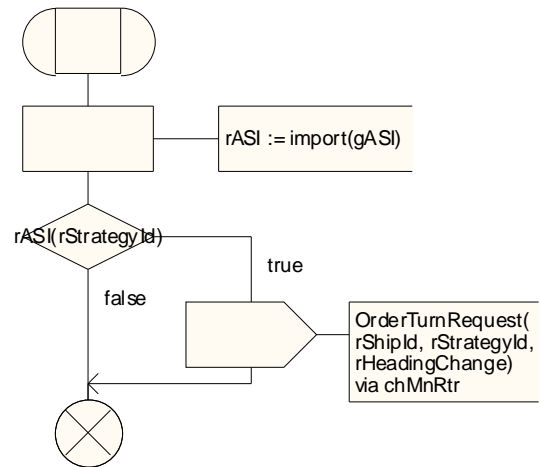 rASI := import(gASI)
rASI(rStrategyId)
true
false
OrderTurnRequest(
rShipId, rStrategyId,
rHeadingChange)
via chMnRtr